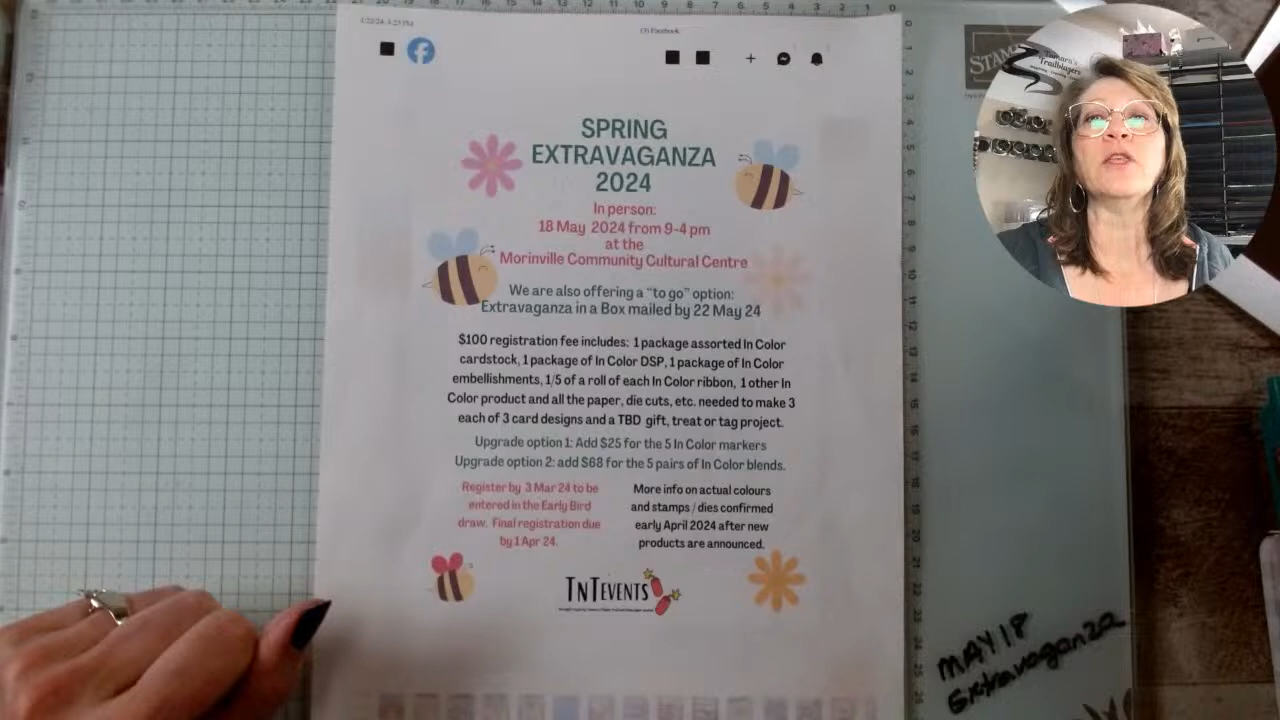 (3) Facebook
SPRING
EXTRAVAGANZA
2024
In person:
18 May 2024 from 9-4 pm
at the
Morinville Community Cultural Centre
We are also offering a "to go" option:
Extravaganza in a Box mailed by 22 May 24
$100 registration fee includes: 1 package assorted In Color
cardstock, 1 package of In Color DSP, 1 package of In Color
embellishments, 1/5 of a roll of each In Color ribbon, 1 other In
Color product and all the paper, die cuts, etc. needed to make 3
each of 3 card designs and a TBD gift, treat or tag project.
Upgrade option 1: Add $25 for the 5 In Color markers
Upgrade option 2: add $68 for the 5 pairs of In Color blends.
Register by 3 Mar 24 to be
entered in the Early Bird
draw. Final registration due
by 1 Apr 24.
More info on actual colours
and stamps / dies confirmed
early April 2024 after new
products are announced.
TNT EVENTS
MAY 18
Extravaganza
STAM
Tamara's
Trailblazers